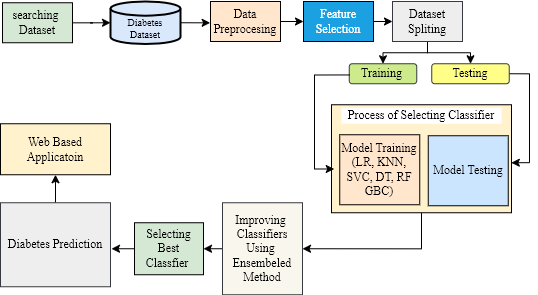 searching
Dataset
Diabetes
Dataset
Data
Preprocesing
Feature
Selection
Dataset
Spliting
Training
Testing
Process of Selecting Classifier
Model Training
(LR, KNN,
SVC, DT, RF
GBC)
Model Testing
Web Based
Applicatoin
Diabetes Prediction
Selecting
Best
Classfier
Improving
Classifiers
Using
Ensembeled
Method